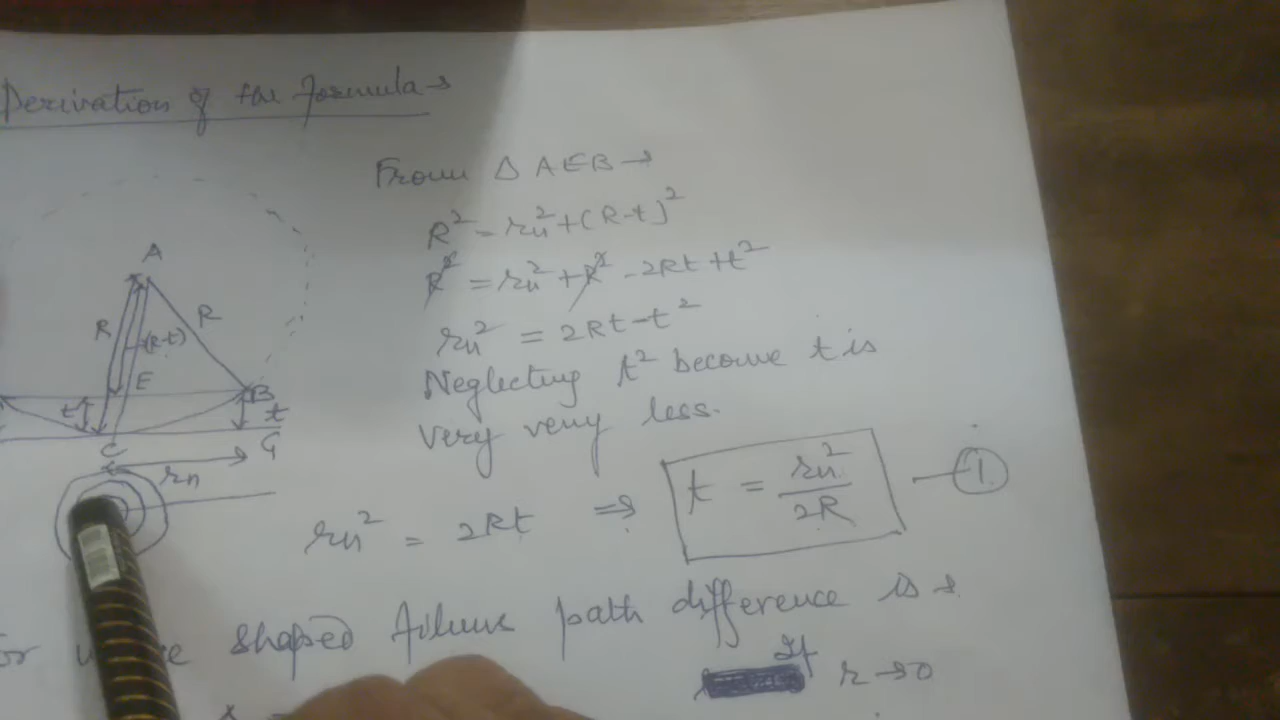 Derivation of the formula→
From Δ AEB→
R² = rn² + (R-t)²
R² = rn² + R² - 2Rt + t²
rn² = 2Rt - t²
Neglecting t² become t is
very very less.
rn² = 2Rt ⇒ t = rn²/2R —①
A
R
R
(R-t)
E
B
t
t
C
G
rn
shaped films path difference is →
If r→0